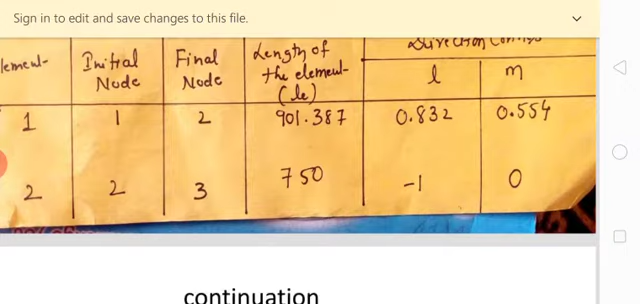 Sign in to edit and save changes to this file.
Initial Node
Final Node
Length of the element (le)
l
m
1 1 2 901.387 0.832 0.554
2 2 3 750 -1 0
continuation